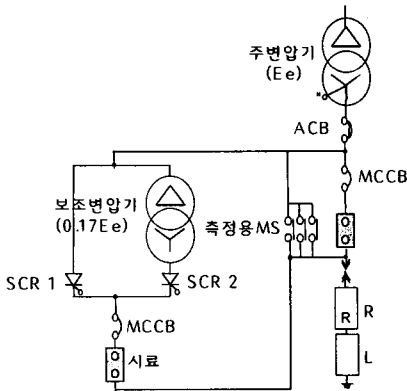 주변압기
(Ee)
*
ACB
MCCB
보조변압기
(0.17Ee)
측정용MS
SCR 1
SCR 2
MCCB
시료
R
R
L